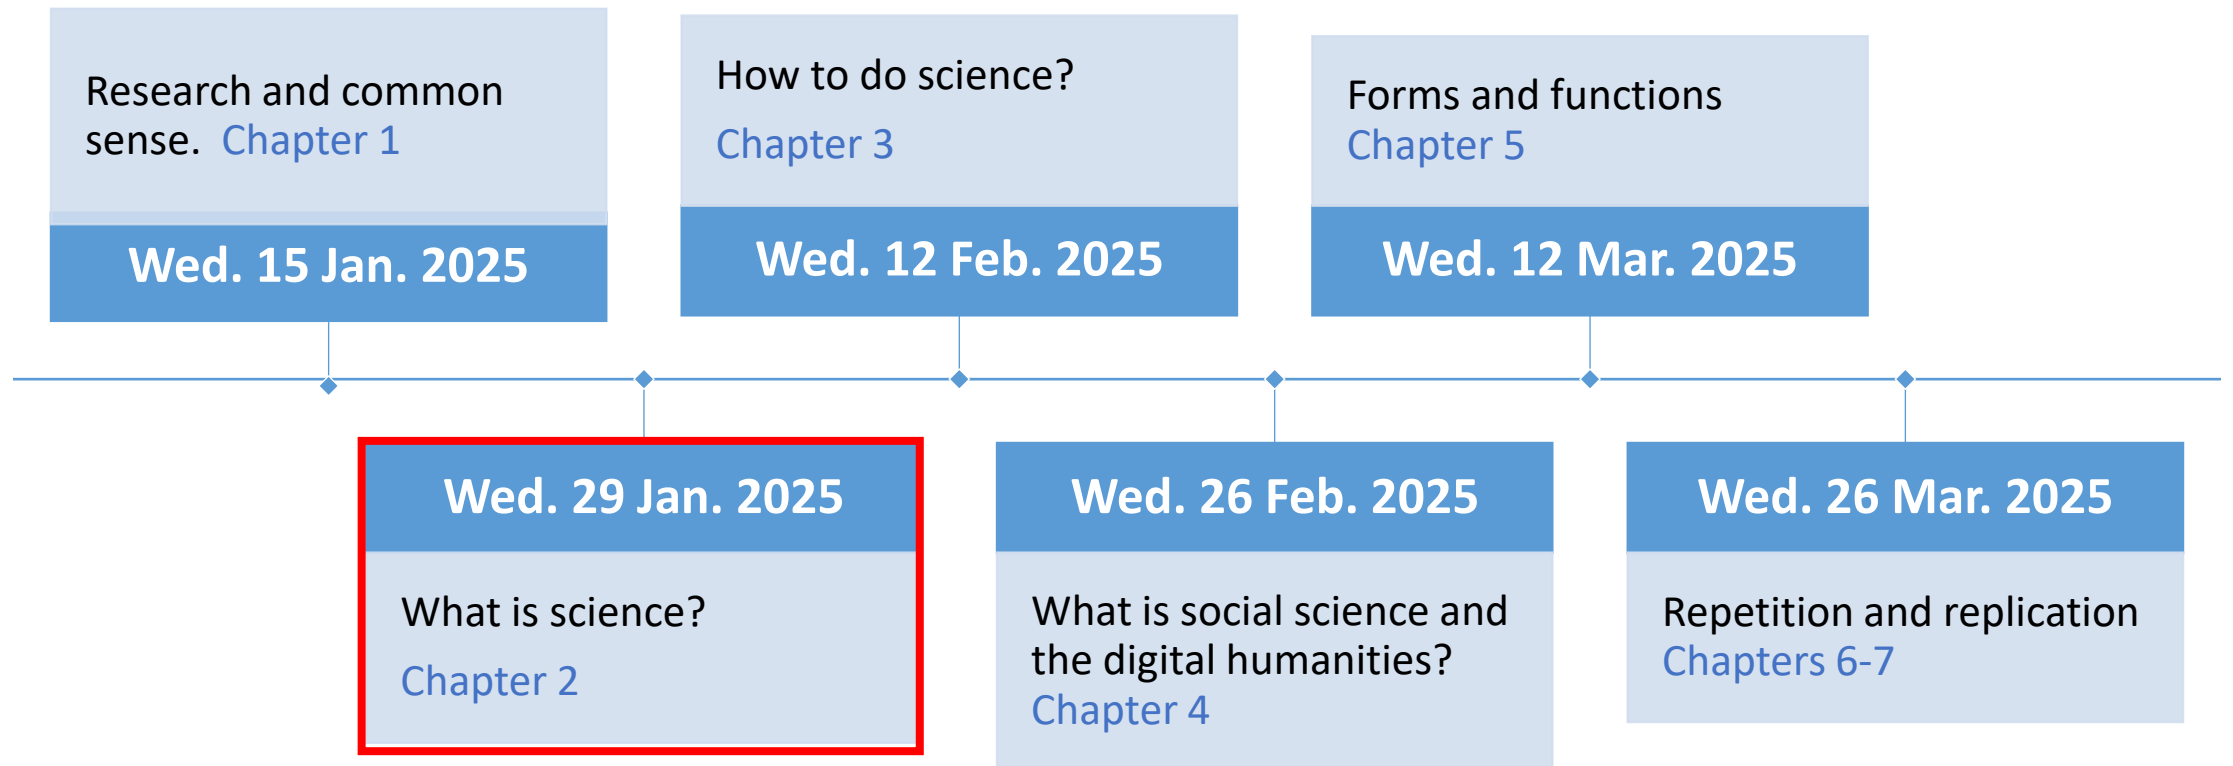 Research and common
sense.  Chapter 1
Wed. 15 Jan. 2025
Wed. 29 Jan. 2025
What is science?
Chapter 2
How to do science?
Chapter 3
Wed. 12 Feb. 2025
Wed. 26 Feb. 2025
What is social science and
the digital humanities?
Chapter 4
Forms and functions
Chapter 5
Wed. 12 Mar. 2025
Wed. 26 Mar. 2025
Repetition and replication
Chapters 6-7